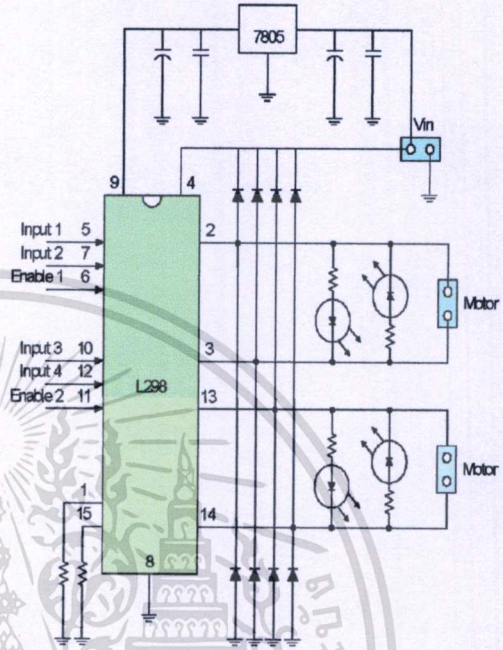 7805
Vin
9
4
Input 1 5
2
Input 2 7
Enable 1 6
Motor
Input 3 10
3
Input 4 12
L298
Enable 2 11
13
Motor
1
15
14
8